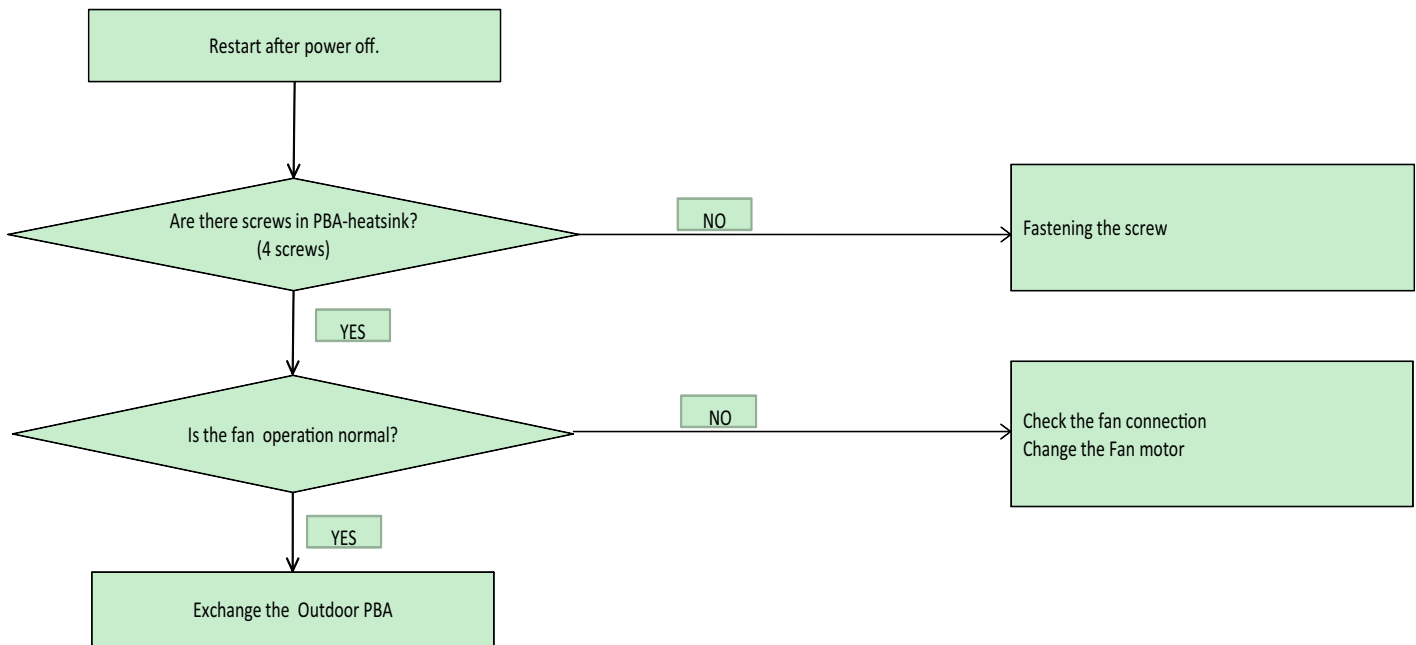 Restart after power off.
Are there screws in PBA-heatsink?
(4 screws)
NO
Fastening the screw
YES
Is the fan  operation normal?
NO
Check the fan connection
Change the Fan motor
YES
Exchange the  Outdoor PBA